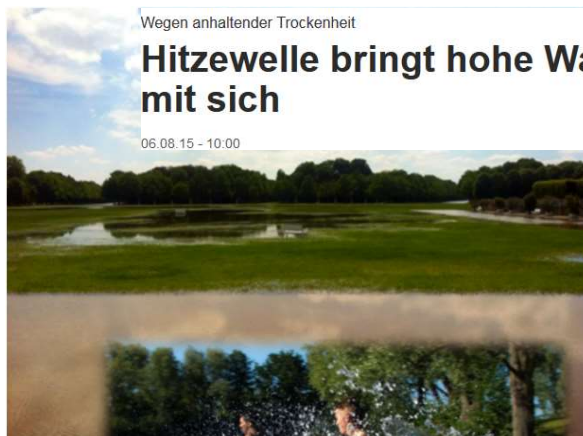 Wegen anhaltender Trockenheit
Hitzewelle bringt hohe
mit sich
06.08.15 - 10:00